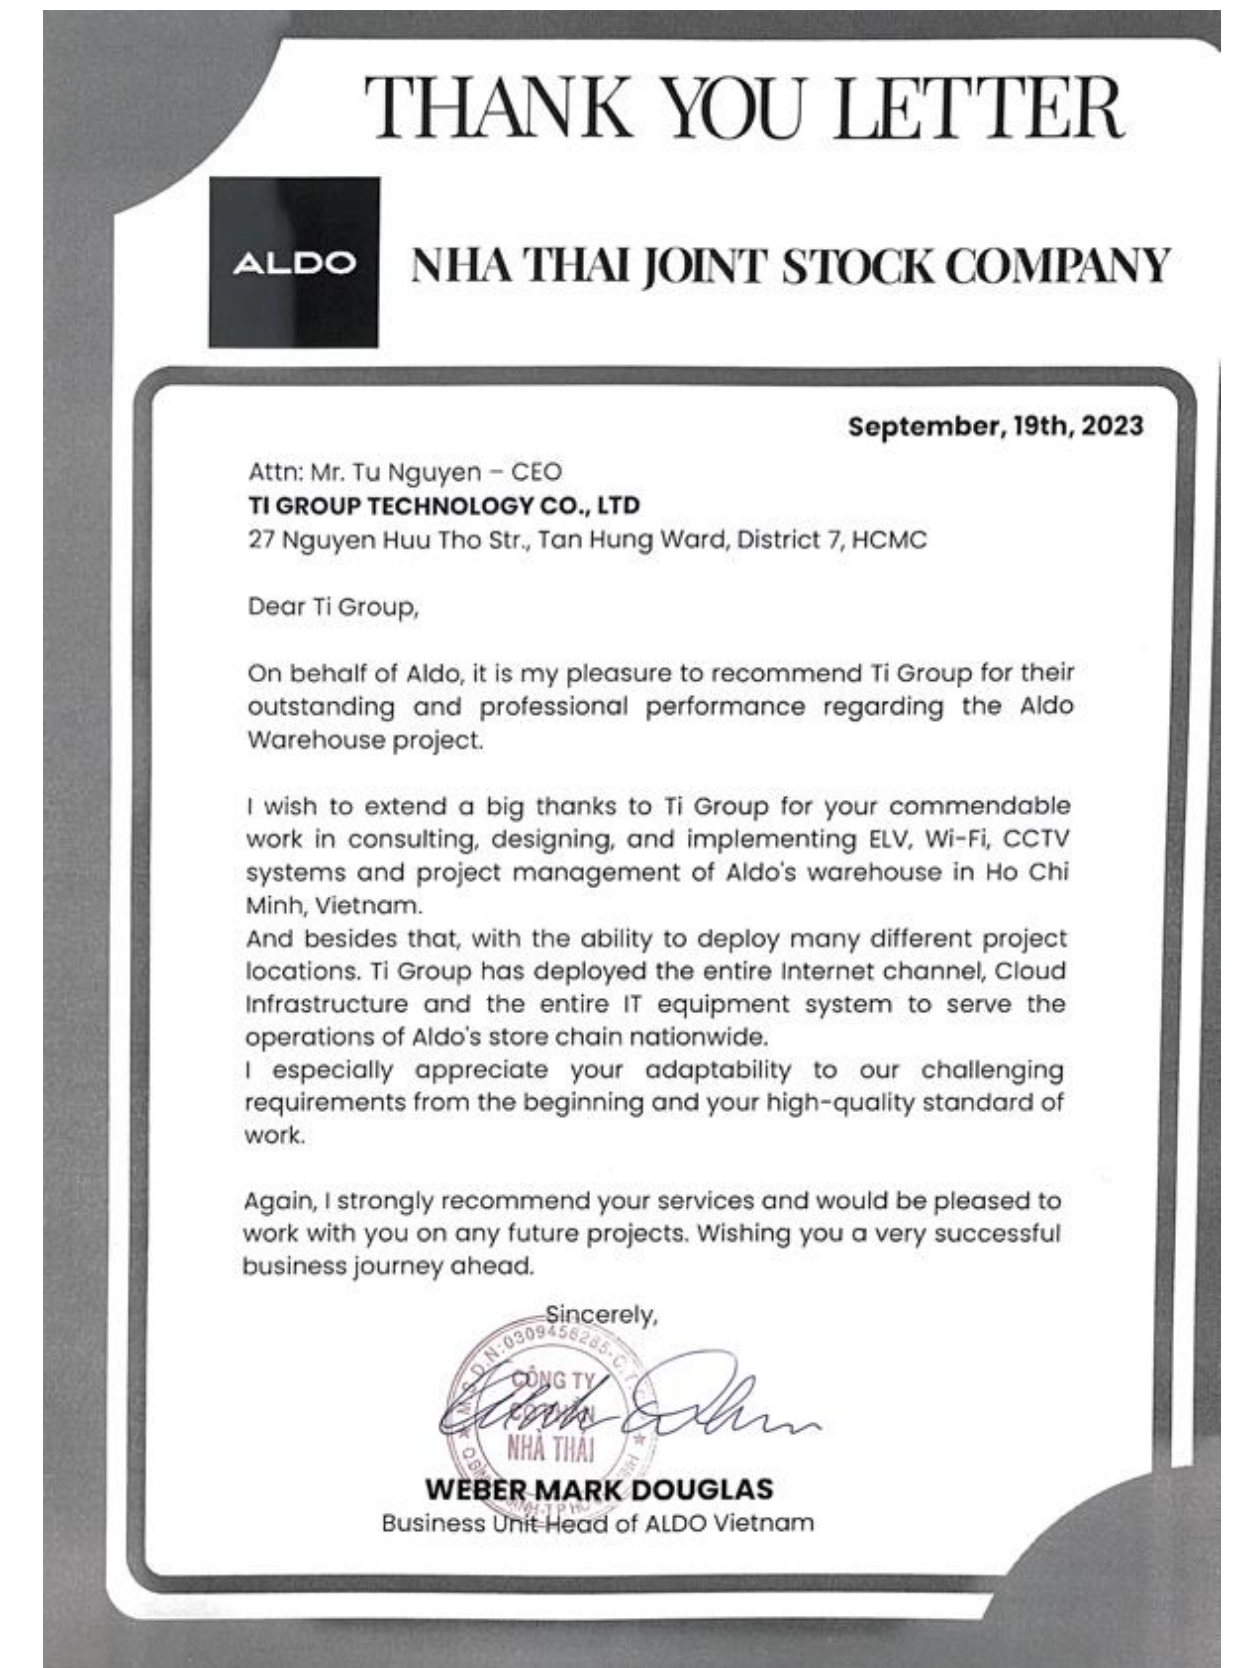 THANK YOU LETTER
ALDO
NHA THAI JOINT STOCK COMPANY
September, 19th, 2023
Attn: Mr. Tu Nguyen – CEO
TI GROUP TECHNOLOGY CO., LTD
27 Nguyen Huu Tho Str., Tan Hung Ward, District 7, HCMC
Dear Ti Group,
On behalf of Aldo, it is my pleasure to recommend Ti Group for their
outstanding and professional performance regarding the Aldo
Warehouse project.
I wish to extend a big thanks to Ti Group for your commendable
work in consulting, designing, and implementing ELV, Wi-Fi, CCTV
systems and project management of Aldo's warehouse in Ho Chi
Minh, Vietnam.
And besides that, with the ability to deploy many different project
locations. Ti Group has deployed the entire Internet channel, Cloud
Infrastructure and the entire IT equipment system to serve the
operations of Aldo's store chain nationwide.
I especially appreciate your adaptability to our challenging
requirements from the beginning and your high-quality standard of
work.
Again, I strongly recommend your services and would be pleased to
work with you on any future projects. Wishing you a very successful
business journey ahead.
Sincerely,
CÔNG TY
NHÀ THÁI
WEBER MARK DOUGLAS
Business Unit Head of ALDO Vietnam